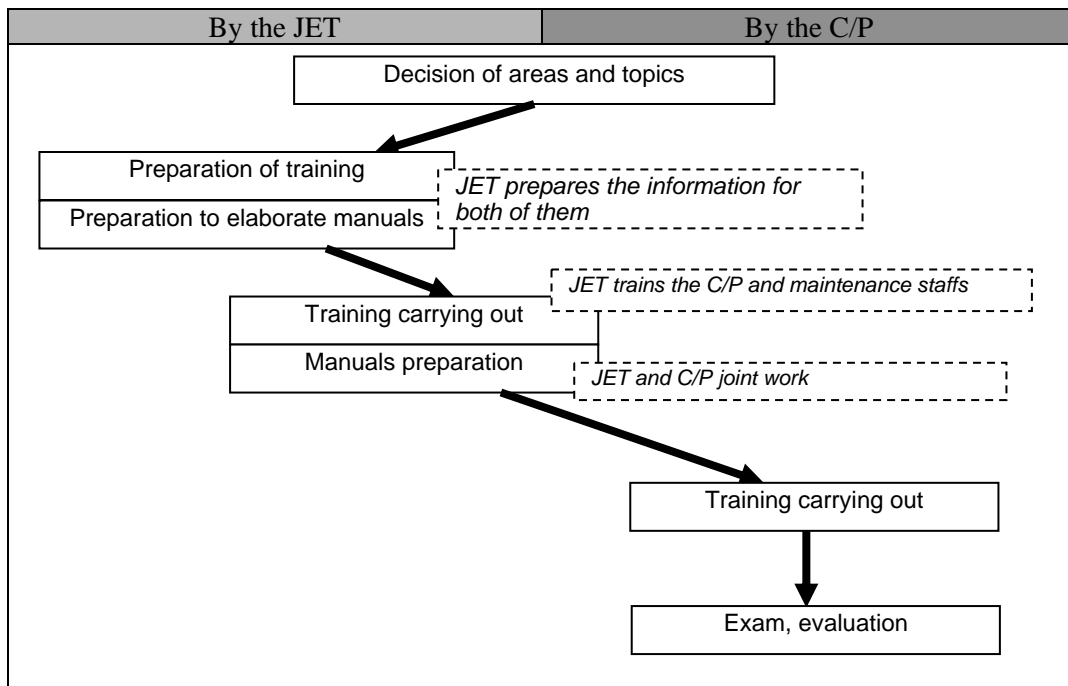 By the JET
By the C/P
Decision of areas and topics
Preparation of training
JET prepares the information for
both of them
Preparation to elaborate manuals
JET trains the C/P and maintenance staffs
Training carrying out
Manuals preparation
JET and C/P joint work
Training carrying out
Exam, evaluation